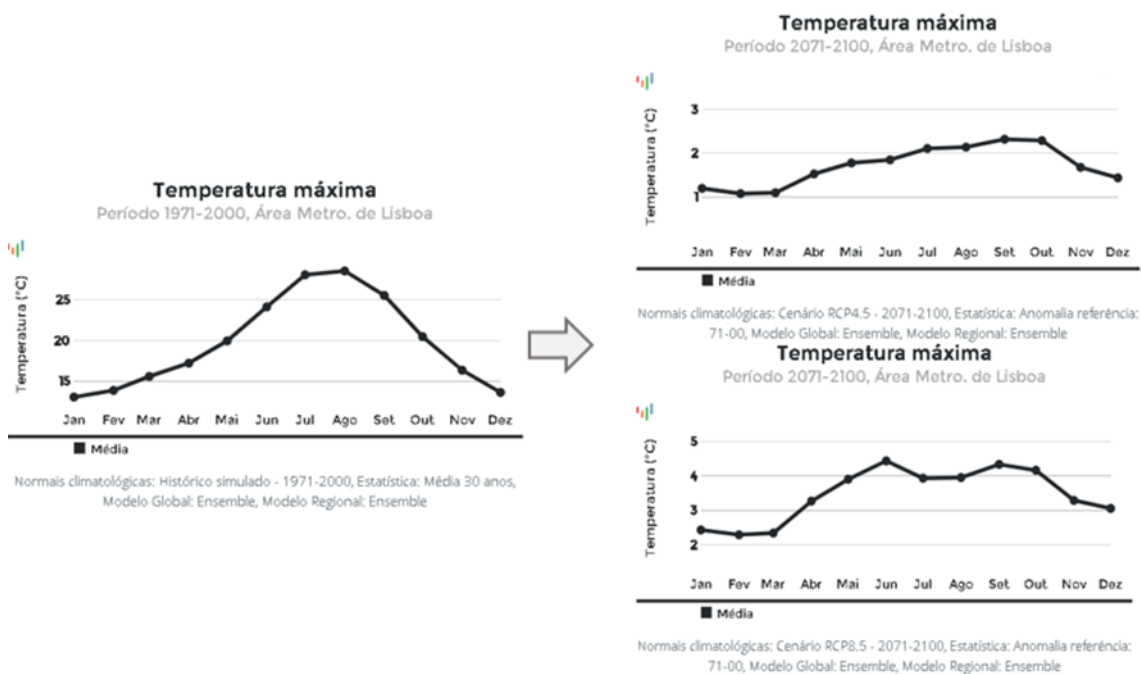 Temperatura máxima
Período 1971-2000, Área Metro. de Lisboa
Temperatura (°C)
25
20
15
Jan Fev Mar Abr Mai Jun Jul Ago Set Out Nov Dez
Média
Normais climatológicas: Histórico simulado - 1971-2000, Estatística: Média 30 anos,
Modelo Global: Ensemble, Modelo Regional: Ensemble
Temperatura máxima
Período 2071-2100, Área Metro. de Lisboa
Temperatura (°C)
3
2
1
Jan Fev Mar Abr Mai Jun Jul Ago Set Out Nov Dez
Média
Normais climatológicas: Cenário RCP4.5 - 2071-2100, Estatística: Anomalia referência:
71-00, Modelo Global: Ensemble, Modelo Regional: Ensemble
Temperatura máxima
Período 2071-2100, Área Metro. de Lisboa
Temperatura (°C)
5
4
3
2
Jan Fev Mar Abr Mai Jun Jul Ago Set Out Nov Dez
Média
Normais climatológicas: Cenário RCP8.5 - 2071-2100, Estatística: Anomalia referência:
71-00, Modelo Global: Ensemble, Modelo Regional: Ensemble